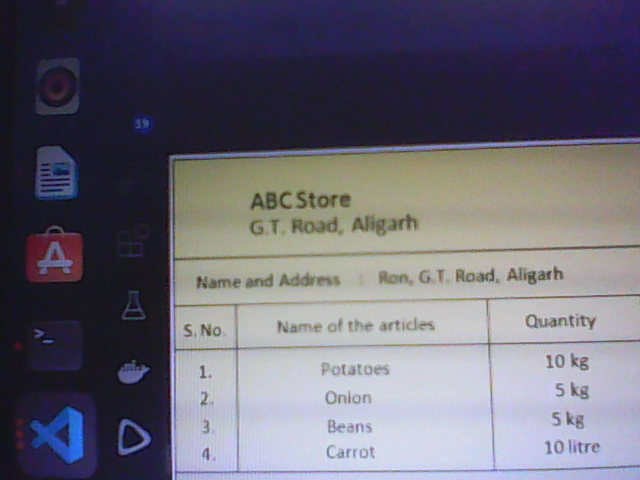 19
ABC Store
G.T. Road, Aligarh
Name and Address : Ron, G.T. Road, Aligarh
S. No. Name of the articles Quantity
1. Potatoes 10 kg
2. Onion 5 kg
3. Beans 5 kg
4. Carrot 10 litre